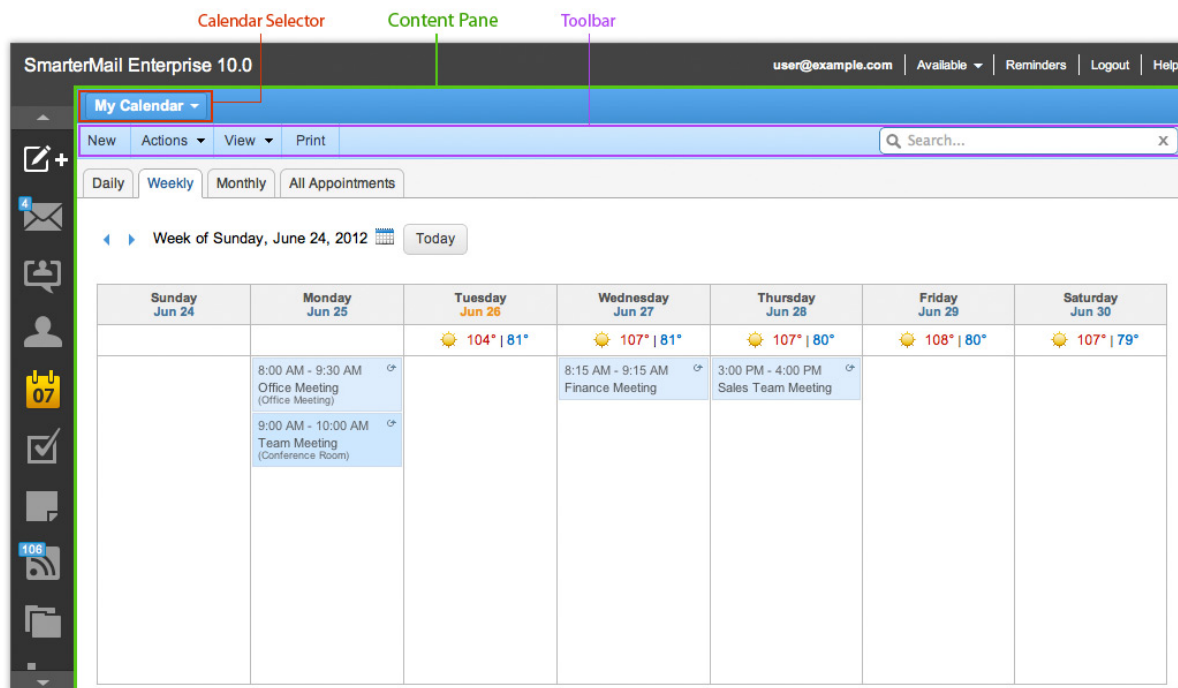 Calendar Selector Content Pane Toolbar
SmarterMail Enterprise 10.0 user@example.com Available Reminders Logout Help
My Calendar
New Actions View Print Search... x
Daily Weekly Monthly All Appointments
4
Week of Sunday, June 24, 2012 Today
Sunday Monday Tuesday Wednesday Thursday Friday Saturday
Jun 24 Jun 25 Jun 26 Jun 27 Jun 28 Jun 29 Jun 30
104° | 81° 107° | 81° 107° | 80° 108° | 80° 107° | 79°
8:00 AM - 9:30 AM 8:15 AM - 9:15 AM 3:00 PM - 4:00 PM
Office Meeting Finance Meeting Sales Team Meeting
(Office Meeting)
07
9:00 AM - 10:00 AM
Team Meeting
(Conference Room)
106